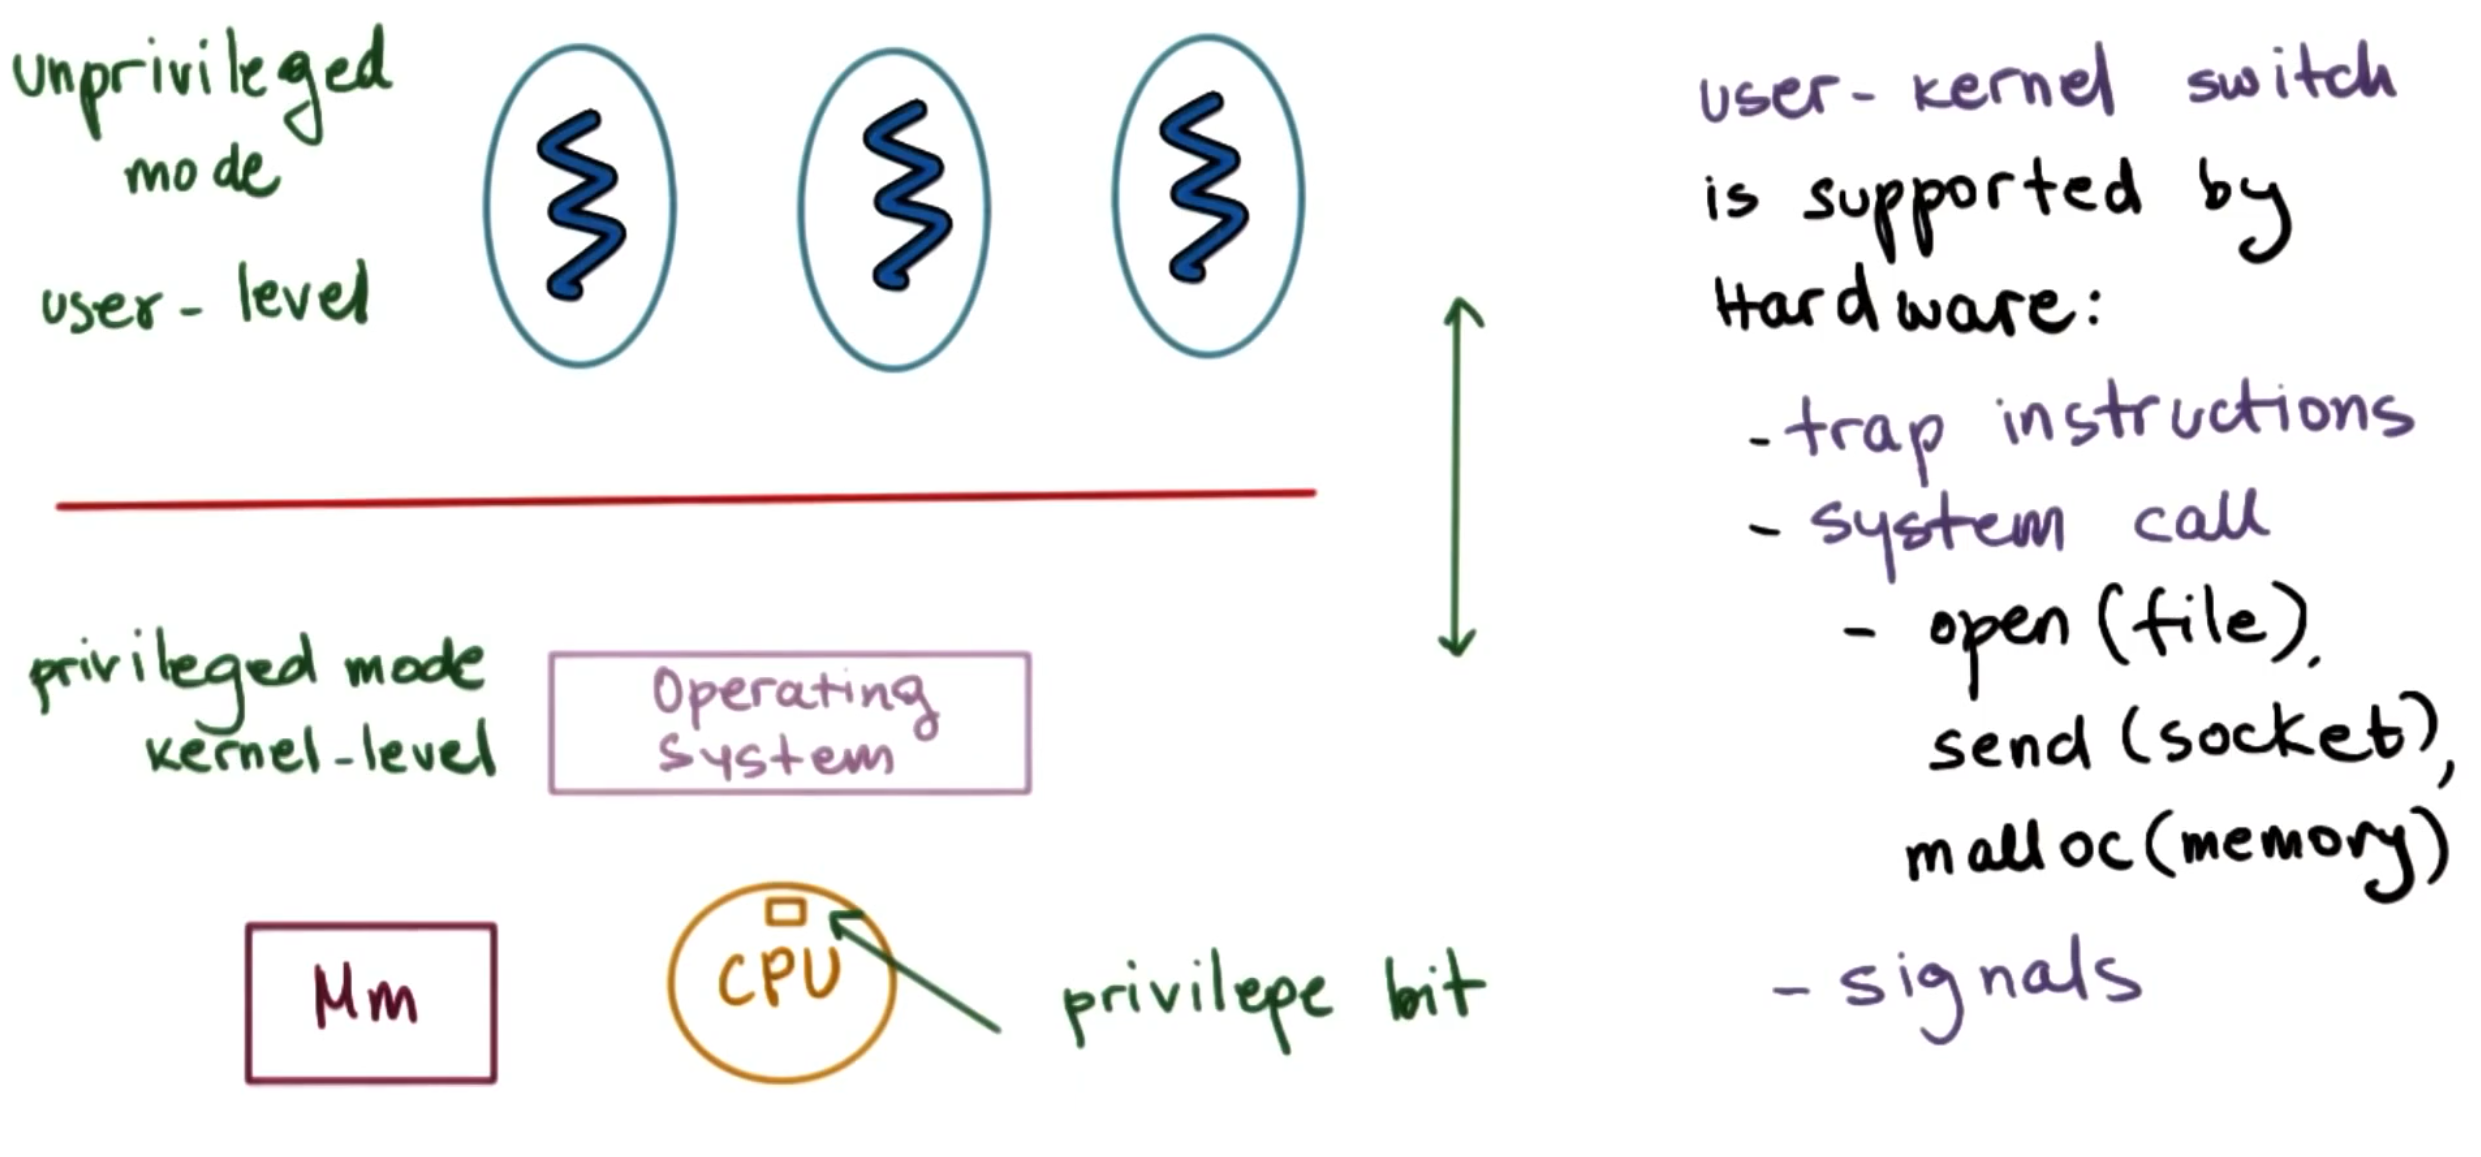 unprivileged
mode
user-level
privileged mode
kernel-level
Operating
System
Mm
CPU
privilege bit
user-kernel switch
is supported by
Hardware:
- trap instructions
- system call
- open(file),
send(socket),
malloc(memory)
- signals